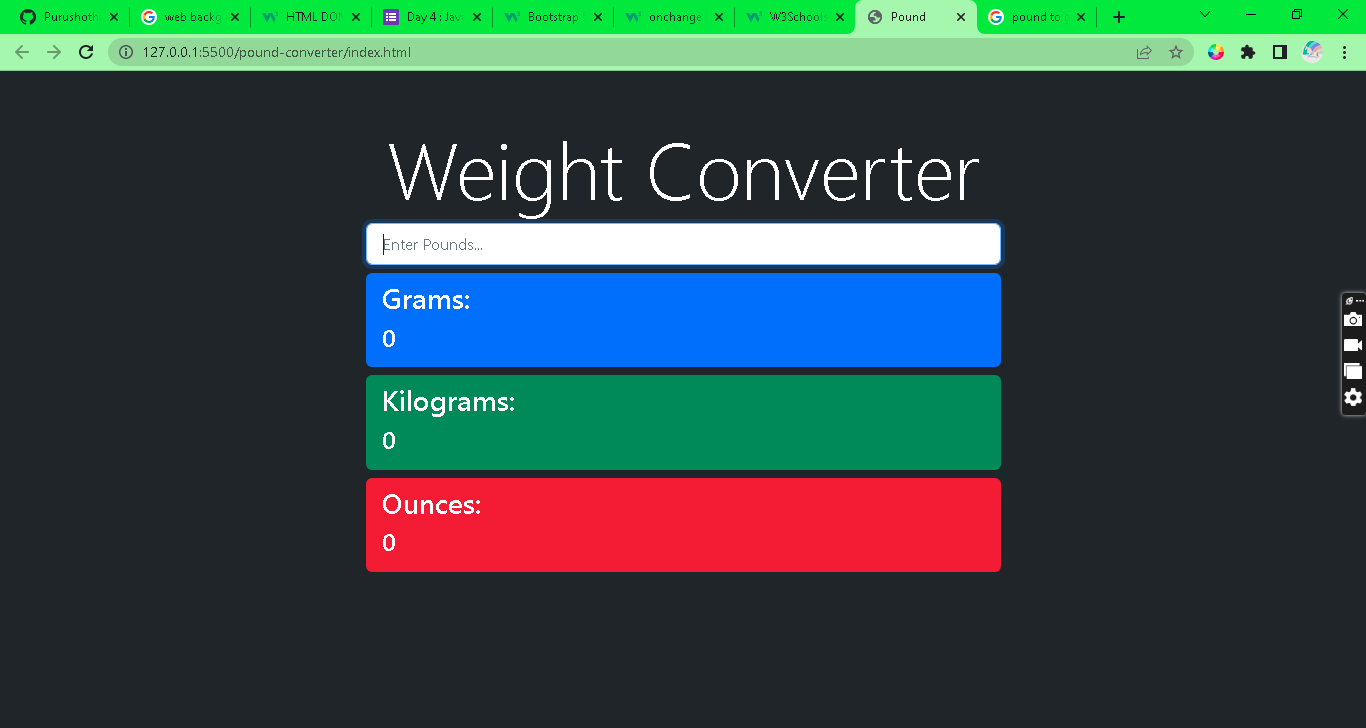 Purushoth
web backg
HTML DOM
Day 4 : Jav
Bootstrap
onchange
W3Schools
Pound
pound to g
127.0.0.1:5500/pound-converter/index.html
Weight Converter
Enter Pounds...
Grams:
0
Kilograms:
0
Ounces:
0